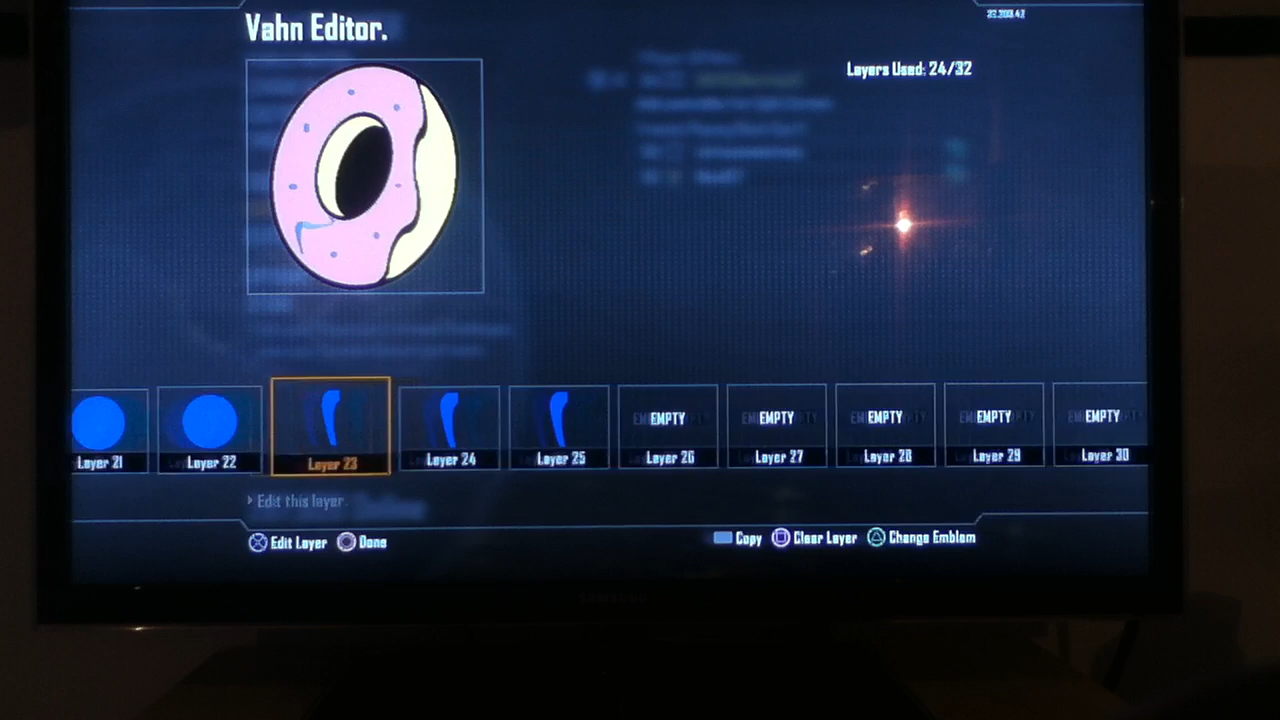 Vahn Editor.
Layers Used: 24/32
EMPTY EMPTY EMPTY EMPTY EMPTY
Layer 21 Layer 22 Layer 23 Layer 24 Layer 25 Layer 26 Layer 27 Layer 28 Layer 29 Layer 30
Edit this layer.
Edit Layer Done Copy Clear Layer Change Emblem
SAMSUNG